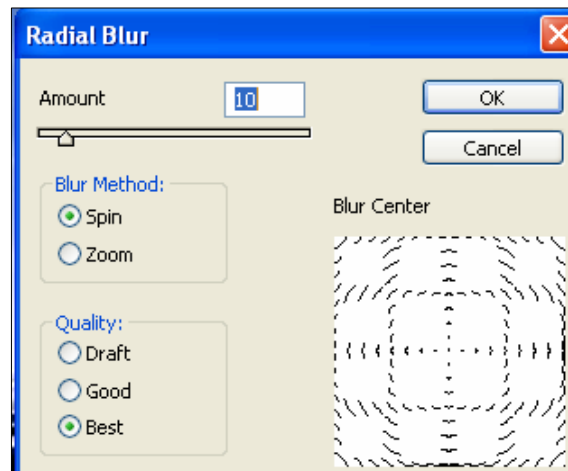 Radial Blur
Amount 10
OK
Cancel
Blur Method:
Spin
Zoom
Blur Center
Quality:
Draft
Good
Best